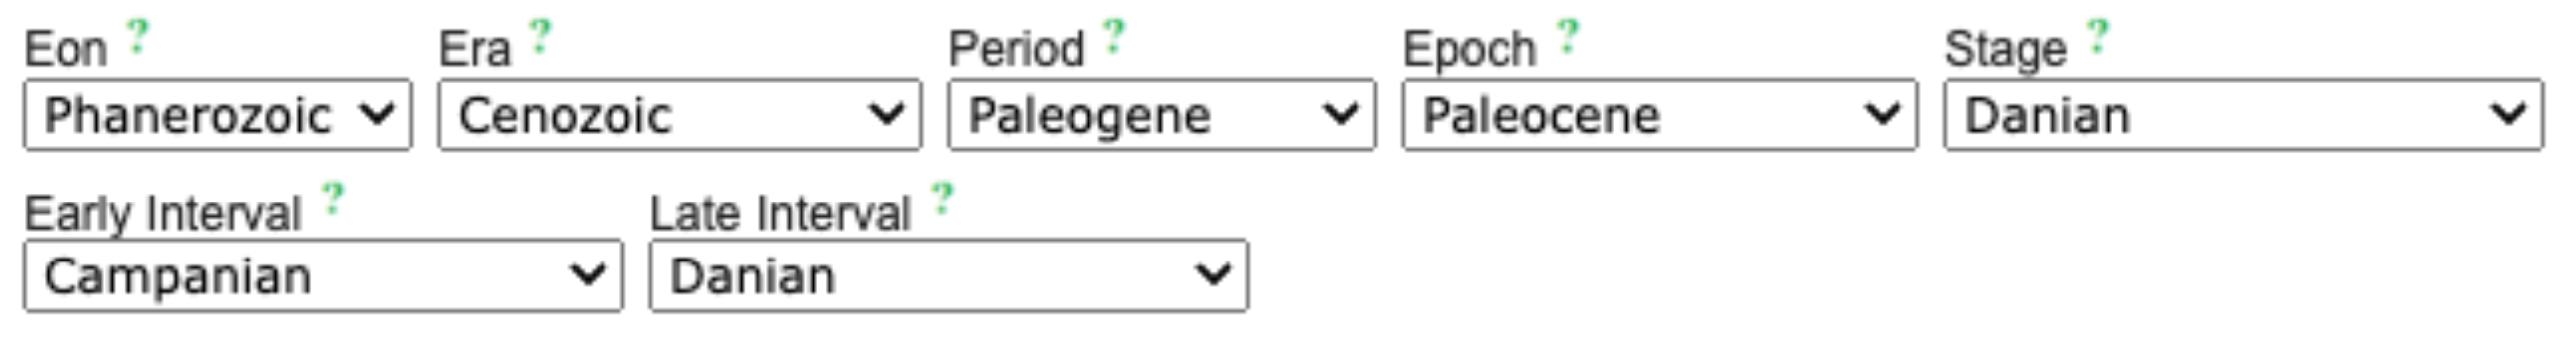 Eon ? Era ? Period ? Epoch ? Stage ?
Phanerozoic Cenozoic Paleogene Paleocene Danian
Early Interval ? Late Interval ?
Campanian Danian